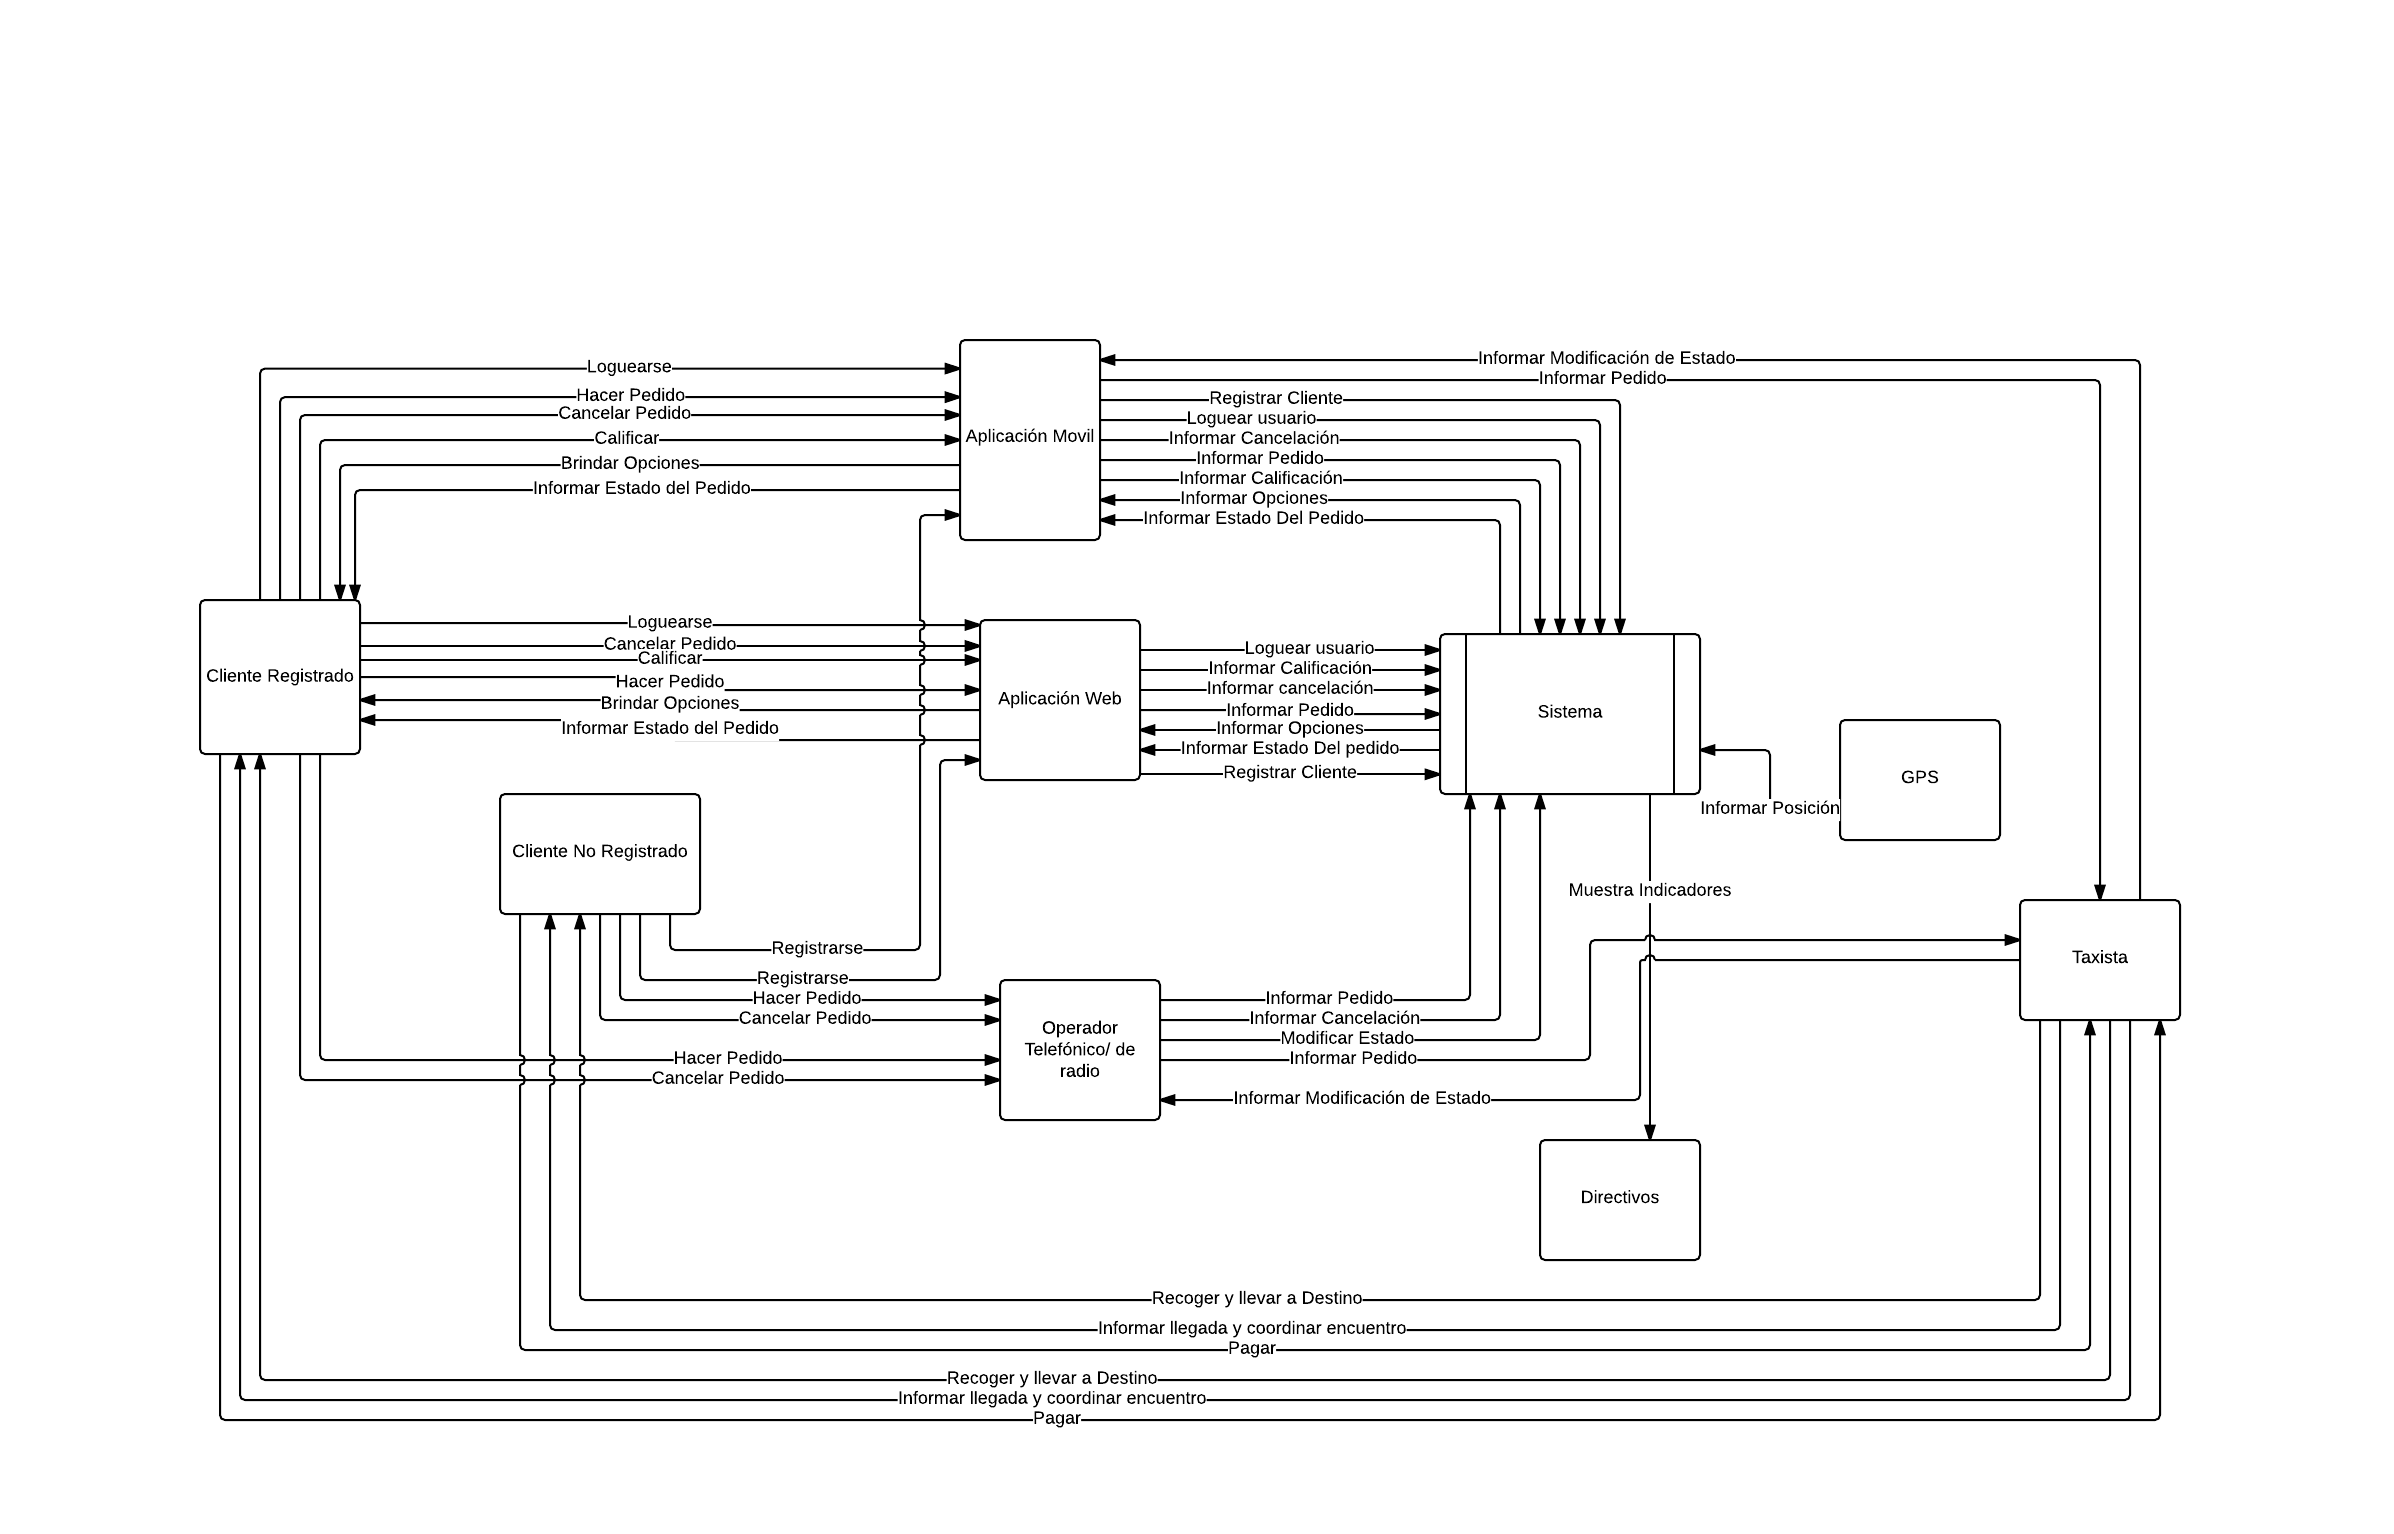 Informar Modificación de Estado
Loguearse
Informar Pedido
Hacer Pedido
Registrar Cliente
Cancelar Pedido
Loguear usuario
Calificar
Aplicación Movil
Informar Cancelación
Brindar Opciones
Informar Pedido
Informar Calificación
Informar Estado del Pedido
Informar Opciones
Informar Estado Del Pedido
Loguearse
Cancelar Pedido
Calificar
Hacer Pedido
Brindar Opciones
Informar Estado del Pedido
Cliente Registrado
Aplicación Web
Loguear usuario
Informar Calificación
Informar cancelación
Informar Pedido
Informar Opciones
Informar Estado Del pedido
Registrar Cliente
Sistema
GPS
Informar Posición
Cliente No Registrado
Muestra Indicadores
Taxista
Registrarse
Registrarse
Hacer Pedido
Cancelar Pedido
Hacer Pedido
Cancelar Pedido
Operador
Telefónico/ de
radio
Informar Pedido
Informar Cancelación
Modificar Estado
Informar Pedido
Informar Modificación de Estado
Directivos
Recoger y llevar a Destino
Informar llegada y coordinar encuentro
Pagar
Recoger y llevar a Destino
Informar llegada y coordinar encuentro
Pagar